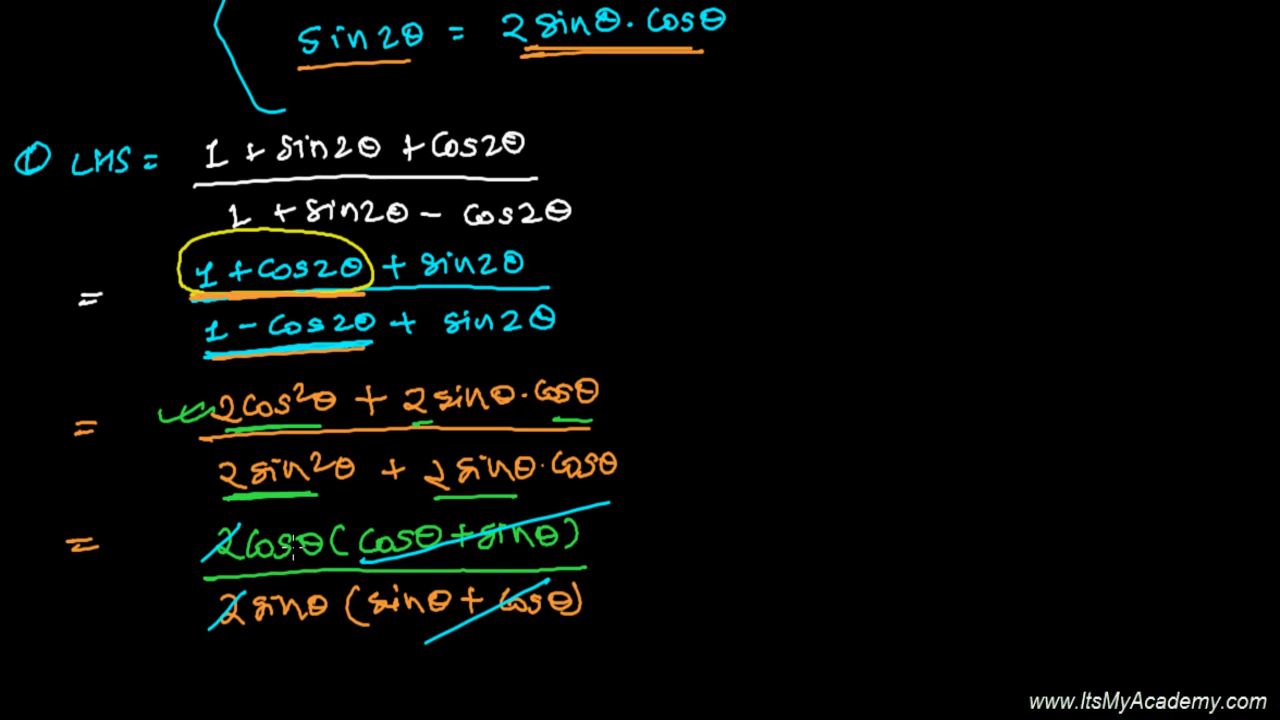 sin2θ = 2sinθ·cosθ
① LHS = 1 + sin2θ + cos2θ
1 + sin2θ - cos2θ
= 1 + cos2θ + sin2θ
1 - cos2θ + sin2θ
= 2cos²θ + 2sinθ·cosθ
2sin²θ + 2sinθ·cosθ
= 2cosθ(cosθ + sinθ)
2sinθ(sinθ + cosθ)
www.ItsMyAcademy.com